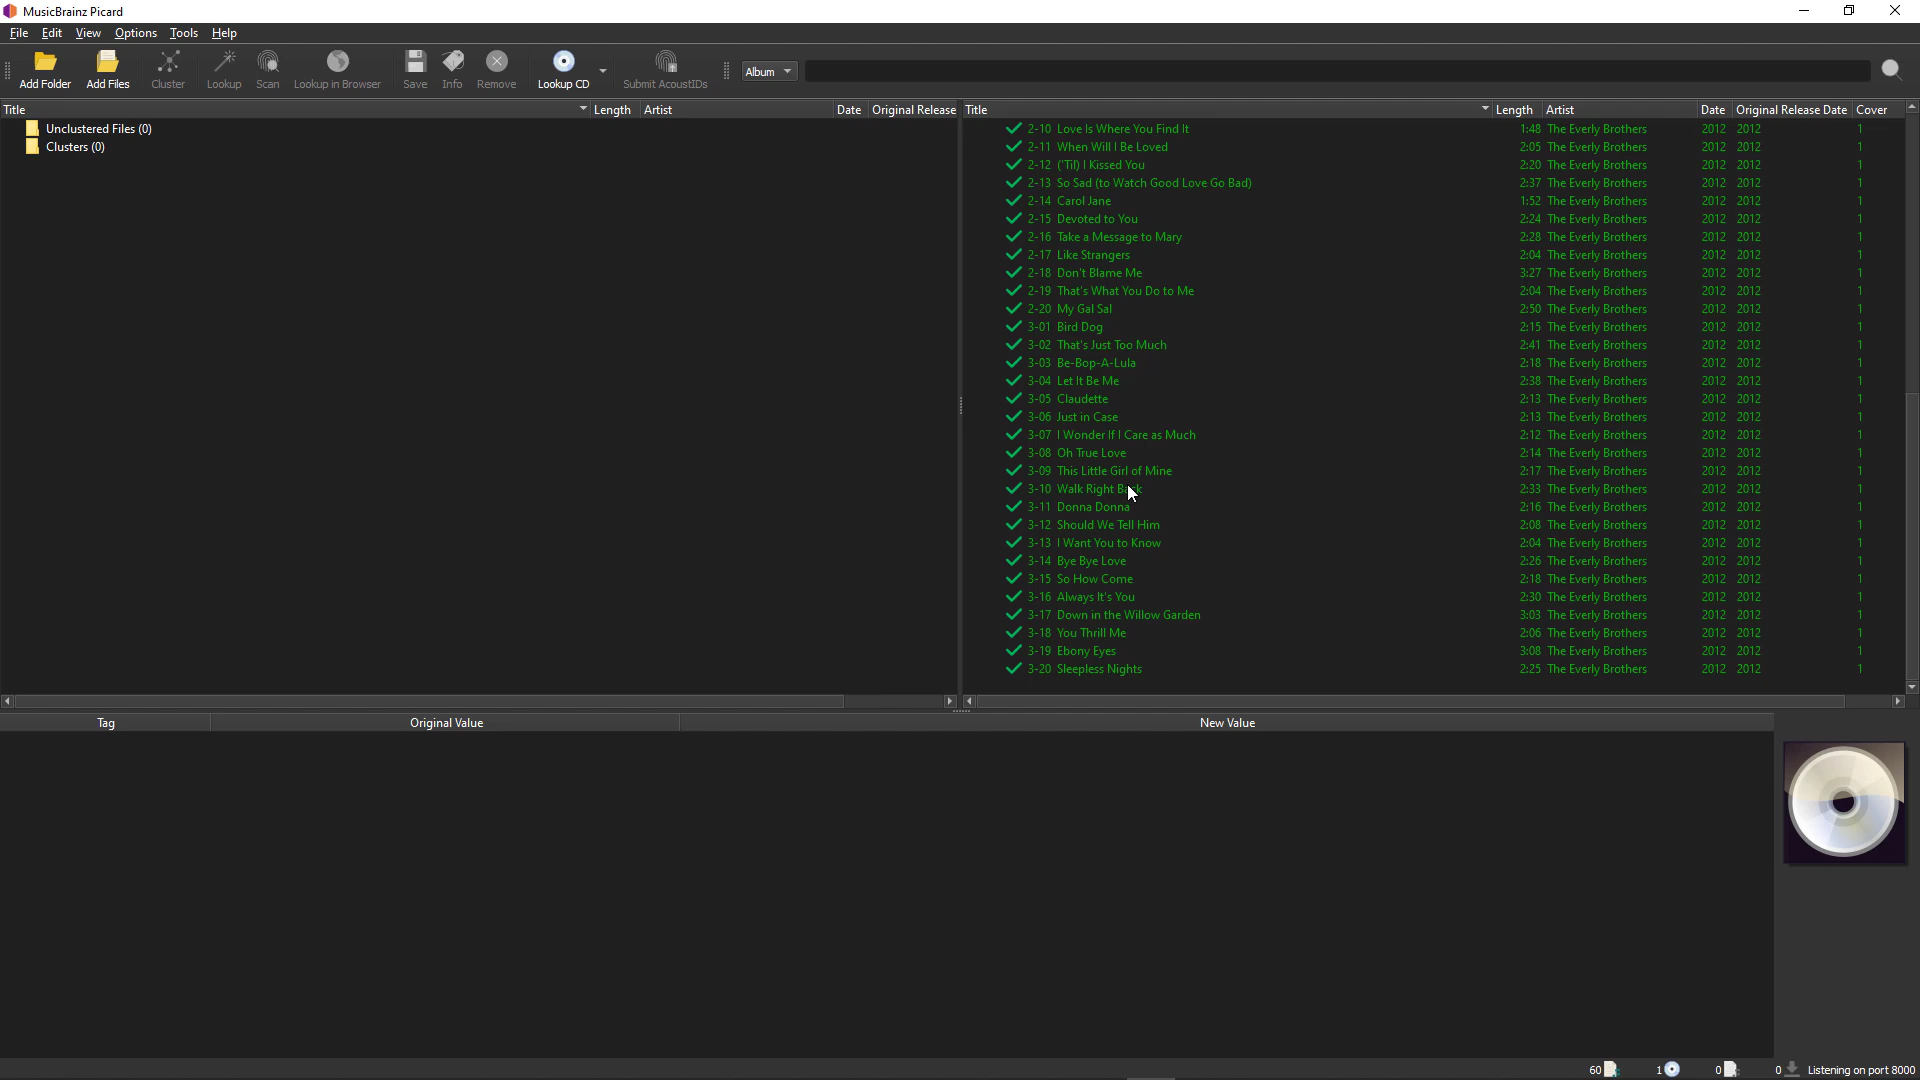 MusicBrainz Picard
File Edit View Options Tools Help
Add Folder Add Files Cluster Lookup Scan Lookup in Browser Save Info Remove Lookup CD Submit AcoustIDs Album
Title Length Artist Date Original Release
Unclustered Files (0)
Clusters (0)
Title Length Artist Date Original Release Date Cover
2-10 Love Is Where You Find It 1:48 The Everly Brothers 2012 2012 1
2-11 When Will I Be Loved 2:05 The Everly Brothers 2012 2012 1
2-12 ('Til) I Kissed You 2:20 The Everly Brothers 2012 2012 1
2-13 So Sad (to Watch Good Love Go Bad) 2:37 The Everly Brothers 2012 2012 1
2-14 Carol Jane 1:52 The Everly Brothers 2012 2012 1
2-15 Devoted to You 2:24 The Everly Brothers 2012 2012 1
2-16 Take a Message to Mary 2:28 The Everly Brothers 2012 2012 1
2-17 Like Strangers 2:04 The Everly Brothers 2012 2012 1
2-18 Don't Blame Me 3:27 The Everly Brothers 2012 2012 1
2-19 That's What You Do to Me 2:04 The Everly Brothers 2012 2012 1
2-20 My Gal Sal 2:50 The Everly Brothers 2012 2012 1
3-01 Bird Dog 2:15 The Everly Brothers 2012 2012 1
3-02 That's Just Too Much 2:41 The Everly Brothers 2012 2012 1
3-03 Be-Bop-A-Lula 2:18 The Everly Brothers 2012 2012 1
3-04 Let It Be Me 2:38 The Everly Brothers 2012 2012 1
3-05 Claudette 2:13 The Everly Brothers 2012 2012 1
3-06 Just in Case 2:13 The Everly Brothers 2012 2012 1
3-07 I Wonder If I Care as Much 2:12 The Everly Brothers 2012 2012 1
3-08 Oh True Love 2:14 The Everly Brothers 2012 2012 1
3-09 This Little Girl of Mine 2:17 The Everly Brothers 2012 2012 1
3-10 Walk Right Back 2:33 The Everly Brothers 2012 2012 1
3-11 Donna Donna 2:16 The Everly Brothers 2012 2012 1
3-12 Should We Tell Him 2:08 The Everly Brothers 2012 2012 1
3-13 I Want You to Know 2:04 The Everly Brothers 2012 2012 1
3-14 Bye Bye Love 2:26 The Everly Brothers 2012 2012 1
3-15 So How Come 2:18 The Everly Brothers 2012 2012 1
3-16 Always It's You 2:30 The Everly Brothers 2012 2012 1
3-17 Down in the Willow Garden 3:03 The Everly Brothers 2012 2012 1
3-18 You Thrill Me 2:06 The Everly Brothers 2012 2012 1
3-19 Ebony Eyes 3:08 The Everly Brothers 2012 2012 1
3-20 Sleepless Nights 2:25 The Everly Brothers 2012 2012 1
Tag Original Value New Value
60 1 0 0 Listening on port 8000